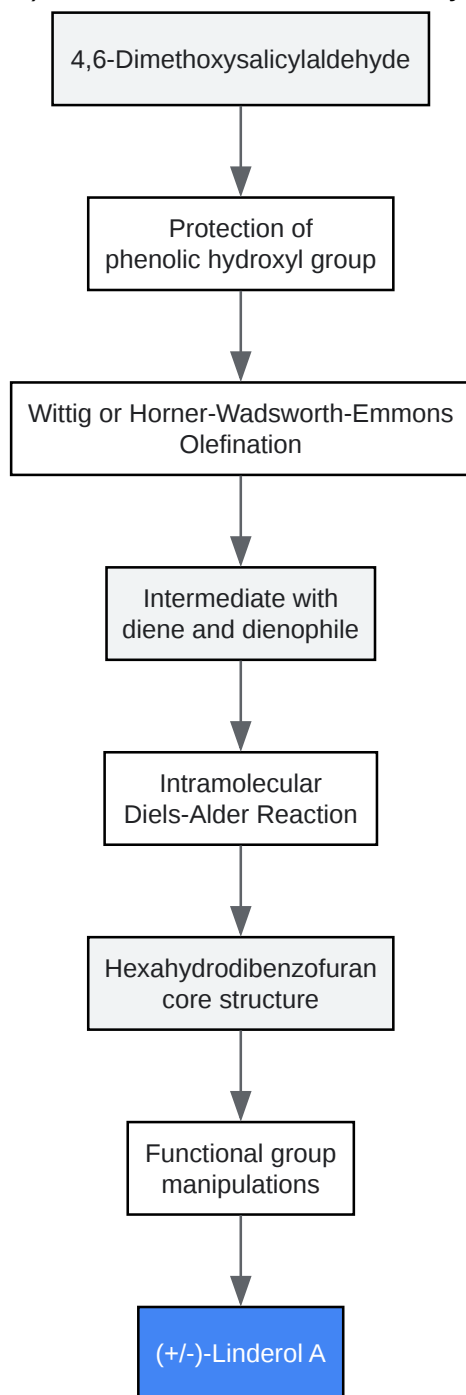 4,6-Dimethoxysalicylaldehyde
Protection of
phenolic hydroxyl group
Wittig or Horner-Wadsworth-Emmons
Olefination
Intermediate with
diene and dienophile
Intramolecular
Diels-Alder Reaction
Hexahydrodibenzofuran
core structure
Functional group
manipulations
(+/-)-Linderol A